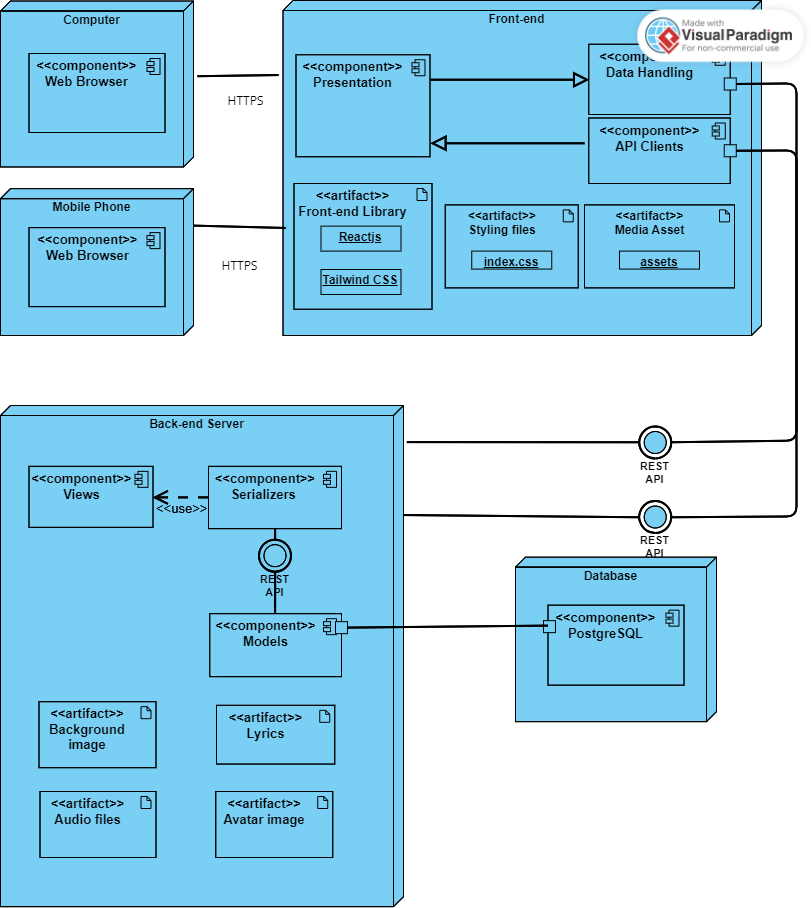 Computer
<<component>>
Web Browser
HTTPS
Mobile Phone
<<component>>
Web Browser
HTTPS
Front-end
Made with
VisualParadigm
For non-commercial use
<<component>>
Presentation
Data Handling
<<component>>
API Clients
<<artifact>>
Front-end Library
Reactjs
Tailwind CSS
<<artifact>>
Styling files
index.css
<<artifact>>
Media Asset
assets
Back-end Server
<<component>>
Views
<<use>>
<<component>>
Serializers
REST
API
<<component>>
Models
<<artifact>>
Background
image
<<artifact>>
Lyrics
<<artifact>>
Audio files
<<artifact>>
Avatar image
REST
API
REST
API
Database
<<component>>
PostgreSQL